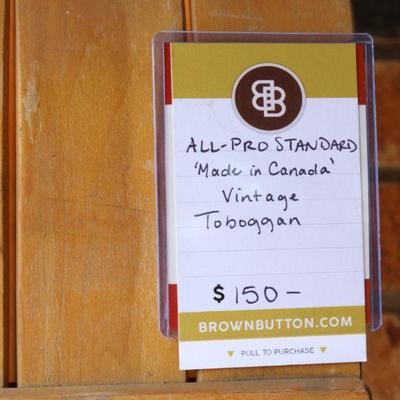 BB
ALL-PRO STANDARD
'Made in Canada'
Vintage
Toboggan
$150-
BROWNBUTTON.COM
PULL TO PURCHASE